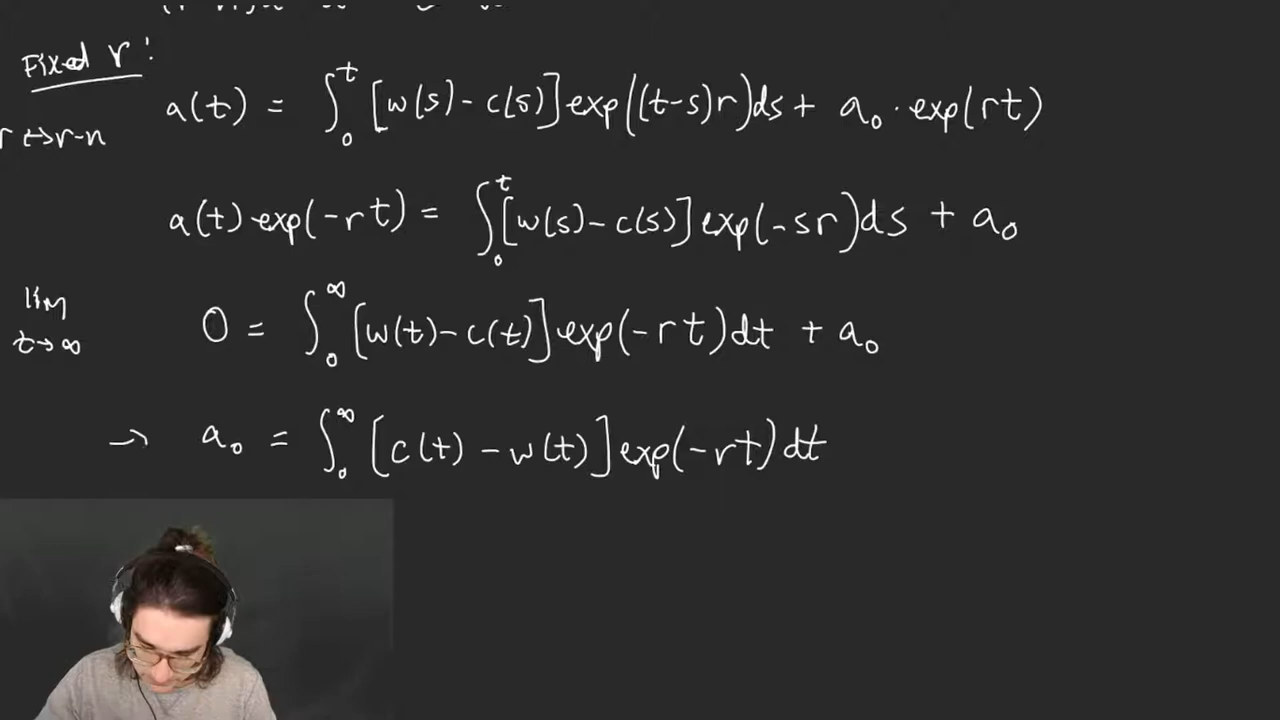 Fixed r:
a(t) = ∫₀ᵗ [w(s) - c(s)] exp((t-s)r) ds + a₀ · exp(rt)
r ↔ r-n
a(t) exp(-rt) = ∫₀ᵗ [w(s) - c(s)] exp(-sr) ds + a₀
lim t→∞ 0 = ∫₀^∞ [w(t) - c(t)] exp(-rt) dt + a₀
→ a₀ = ∫₀^∞ [c(t) - w(t)] exp(-rt) dt